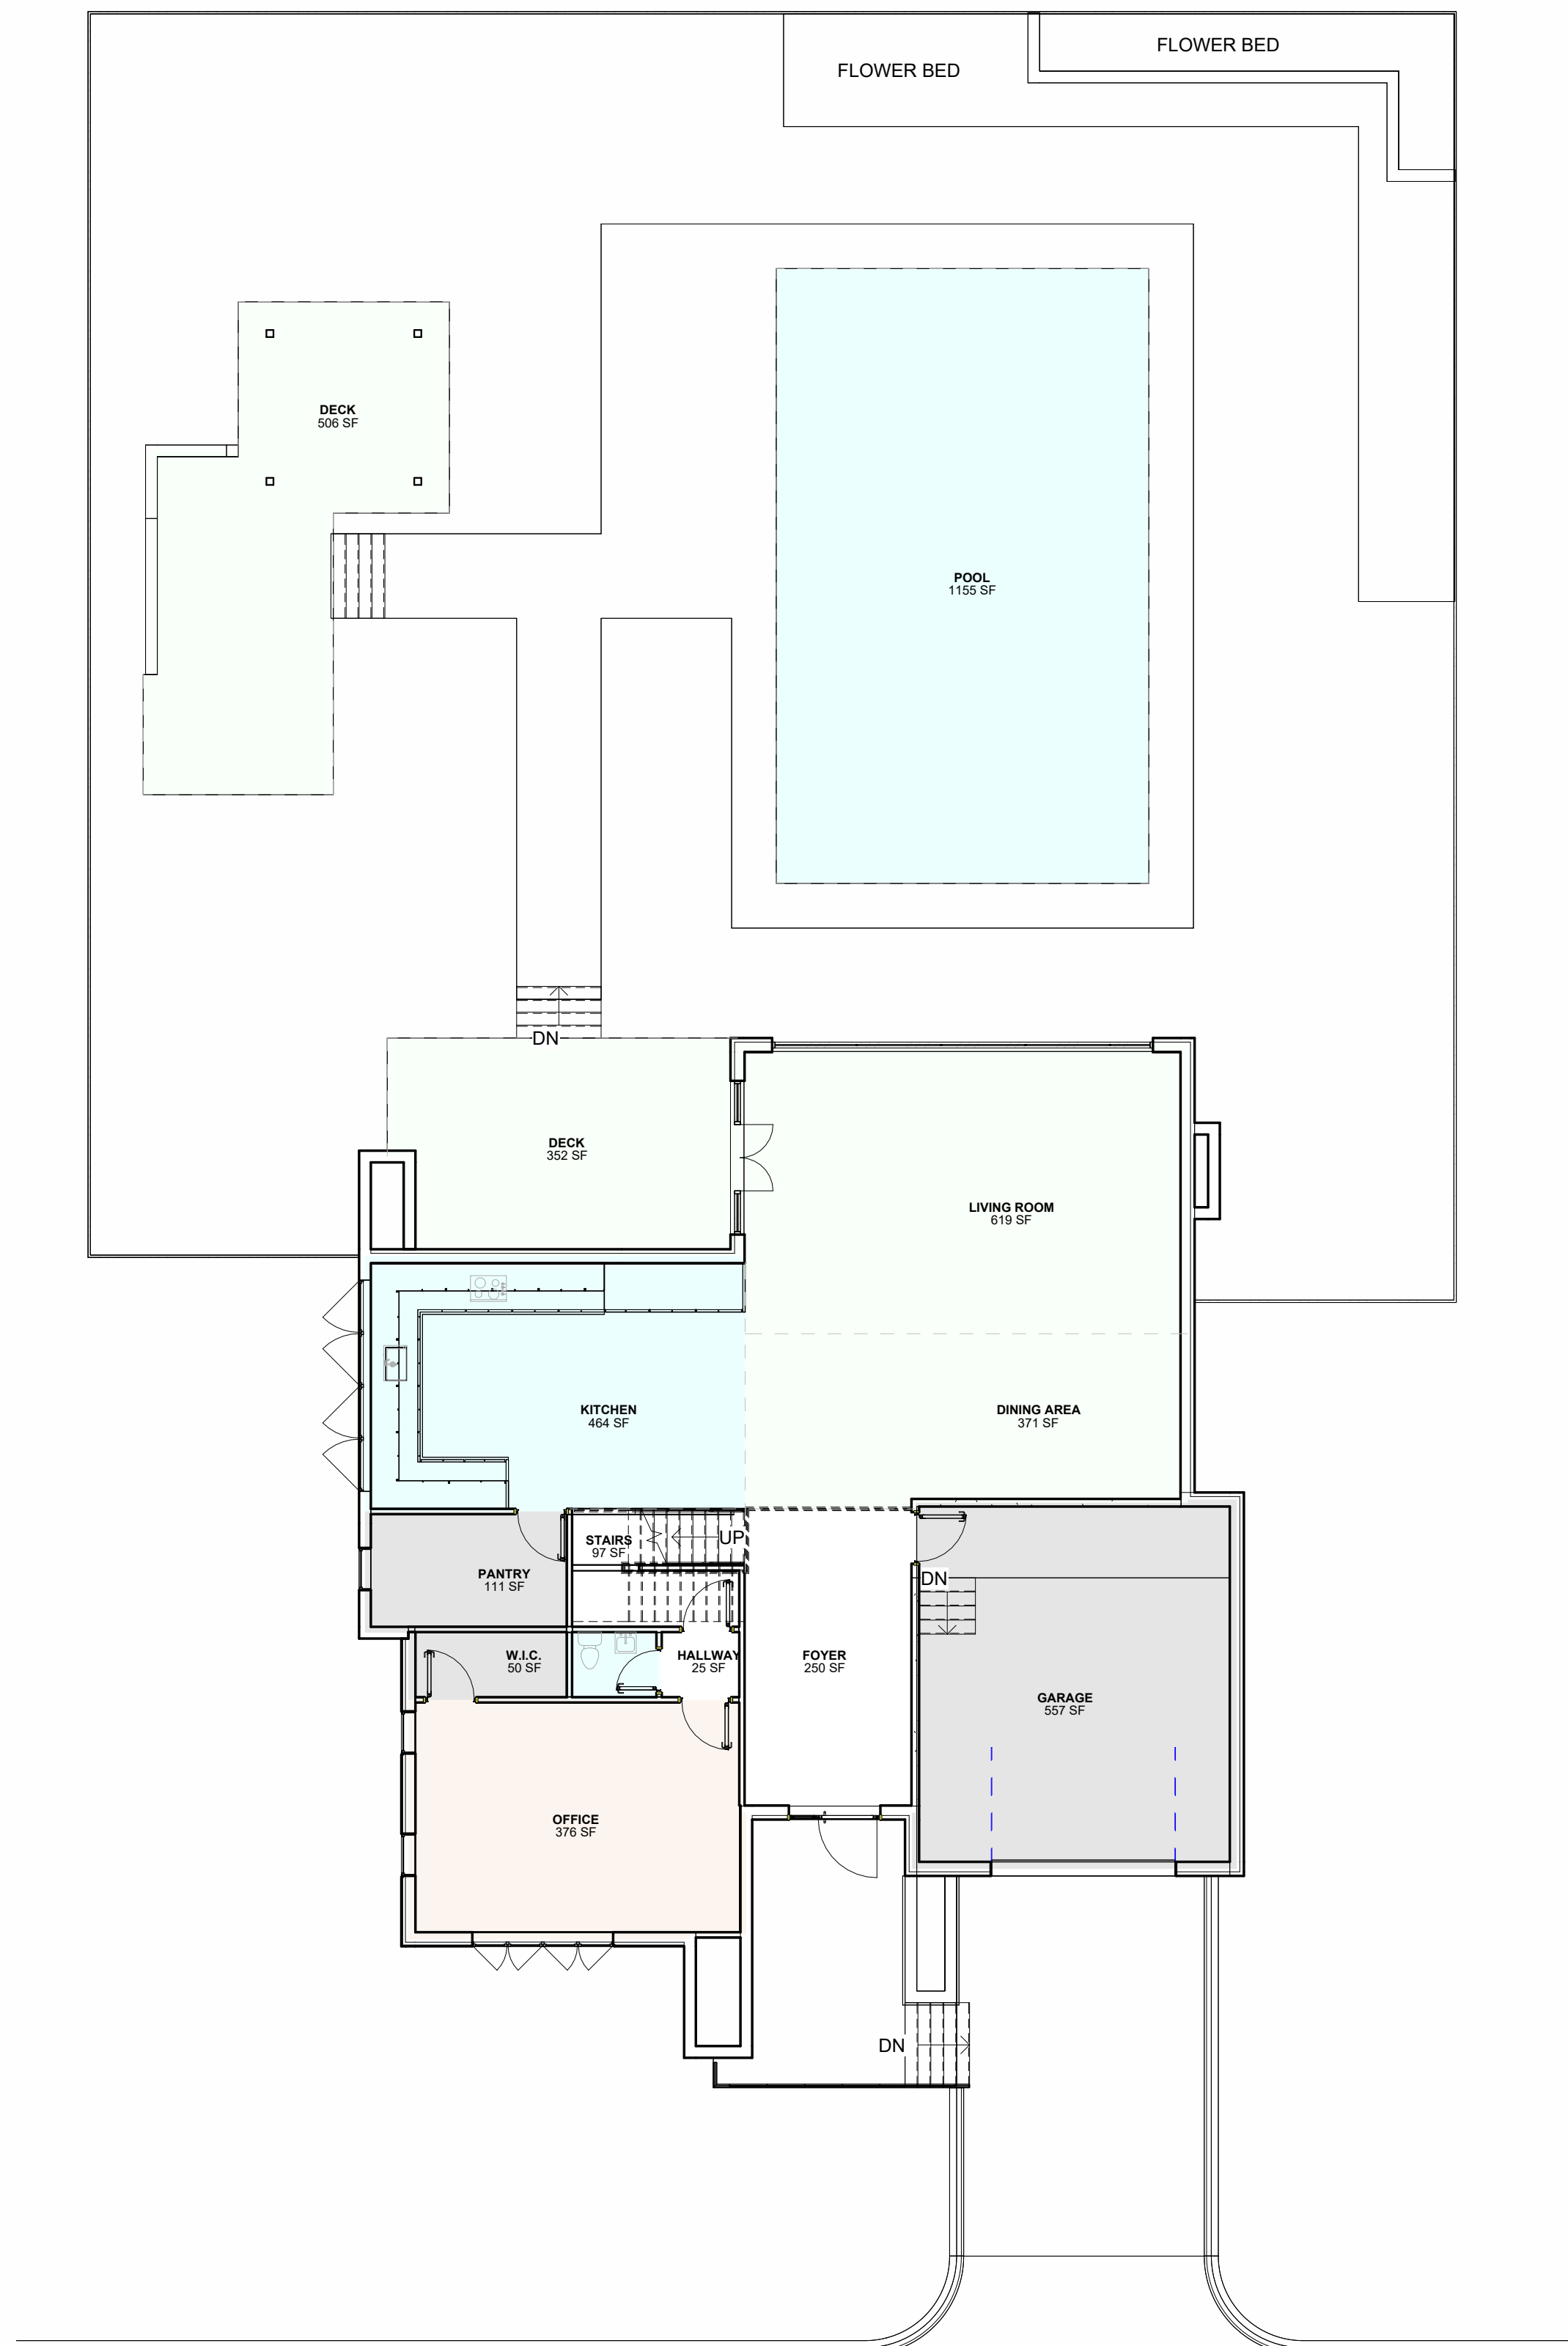 FLOWER BED
FLOWER BED
DECK
506 SF
POOL
1155 SF
DN
DECK
352 SF
LIVING ROOM
619 SF
KITCHEN
464 SF
DINING AREA
371 SF
STAIRS
97 SF
UP
PANTRY
111 SF
DN
W.I.C.
50 SF
HALLWAY
25 SF
FOYER
250 SF
GARAGE
557 SF
OFFICE
376 SF
DN